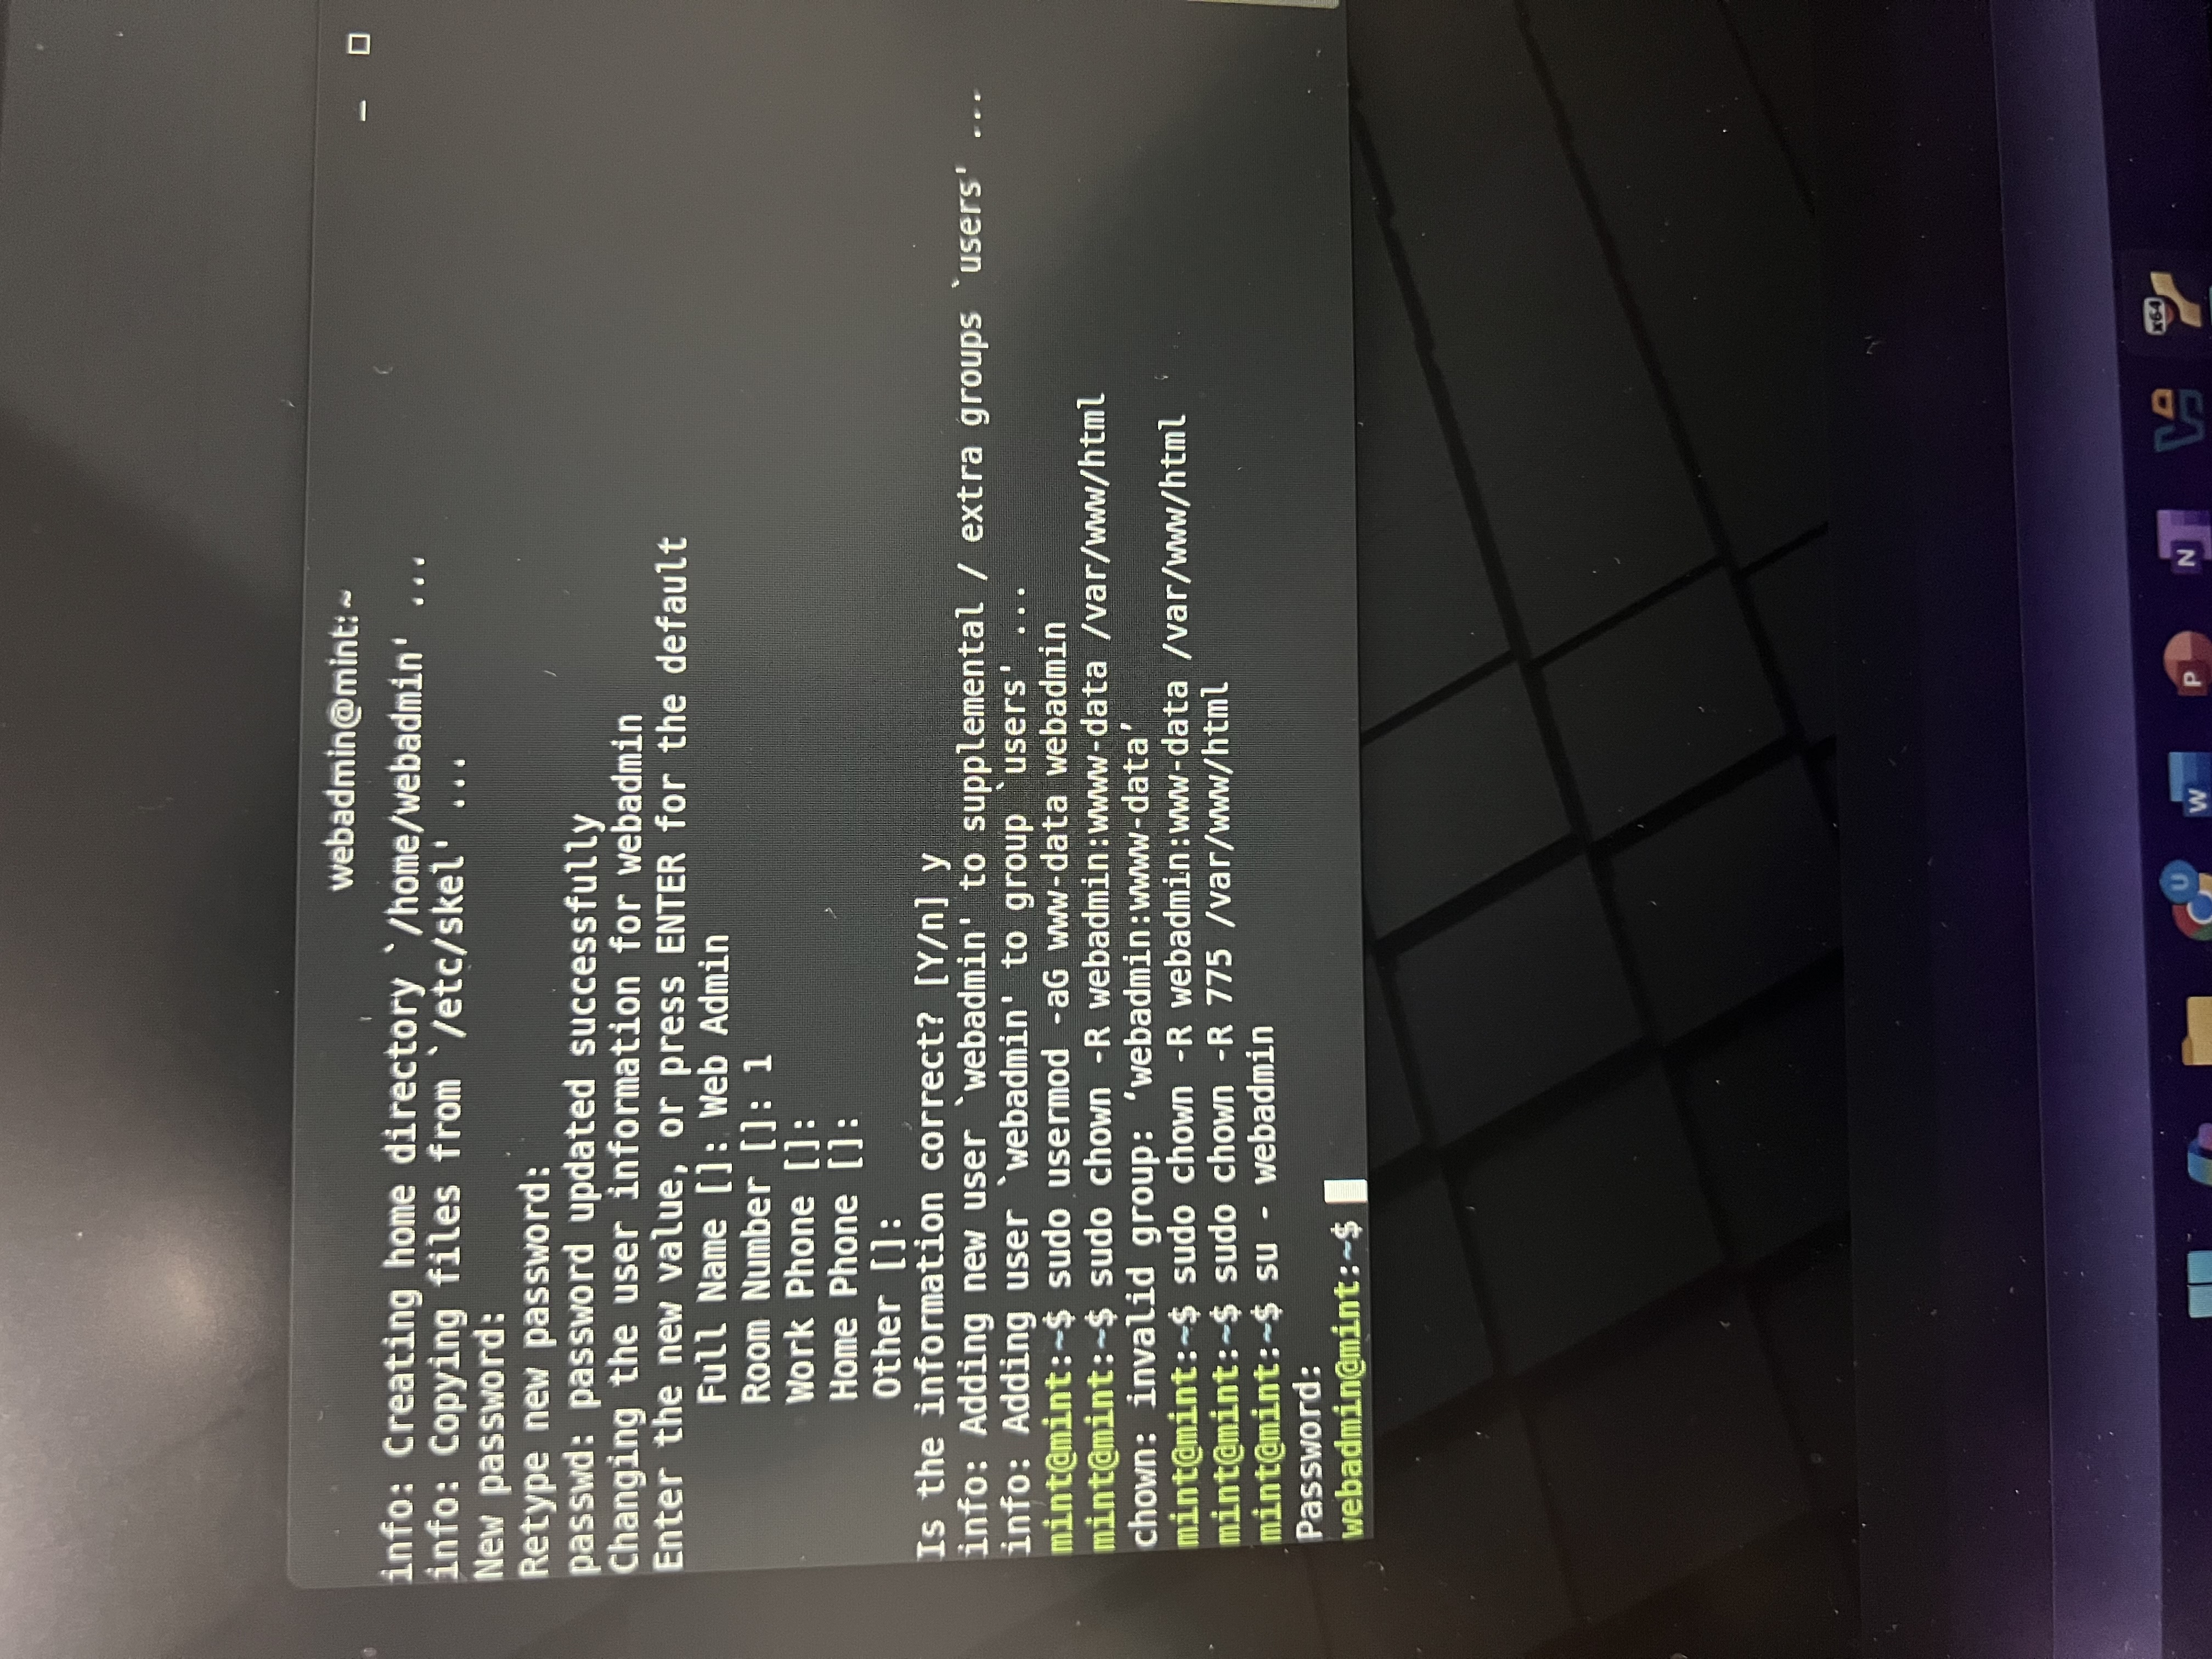 webadmin@mint: ~
info: Creating home directory `/home/webadmin' ...
info: Copying files from `/etc/skel' ...
New password:
Retype new password:
passwd: password updated successfully
Changing the user information for webadmin
Enter the new value, or press ENTER for the default
Full Name []: Web Admin
Room Number []: 1
Work Phone []:
Home Phone []:
Other []:
Is the information correct? [Y/n] y
info: Adding new user `webadmin' to supplemental / extra groups `users' ...
info: Adding user `webadmin' to group `users' ...
mint@mint:~$ sudo usermod -aG www-data webadmin
mint@mint:~$ sudo chown -R webadmin:wwww-data /var/www/html
chown: invalid group: ‘webadmin:wwww-data’
mint@mint:~$ sudo chown -R webadmin:www-data /var/www/html
mint@mint:~$ sudo chown -R 775 /var/www/html
mint@mint:~$ su - webadmin
Password:
webadmin@mint:~$
U
W
P
N
x64